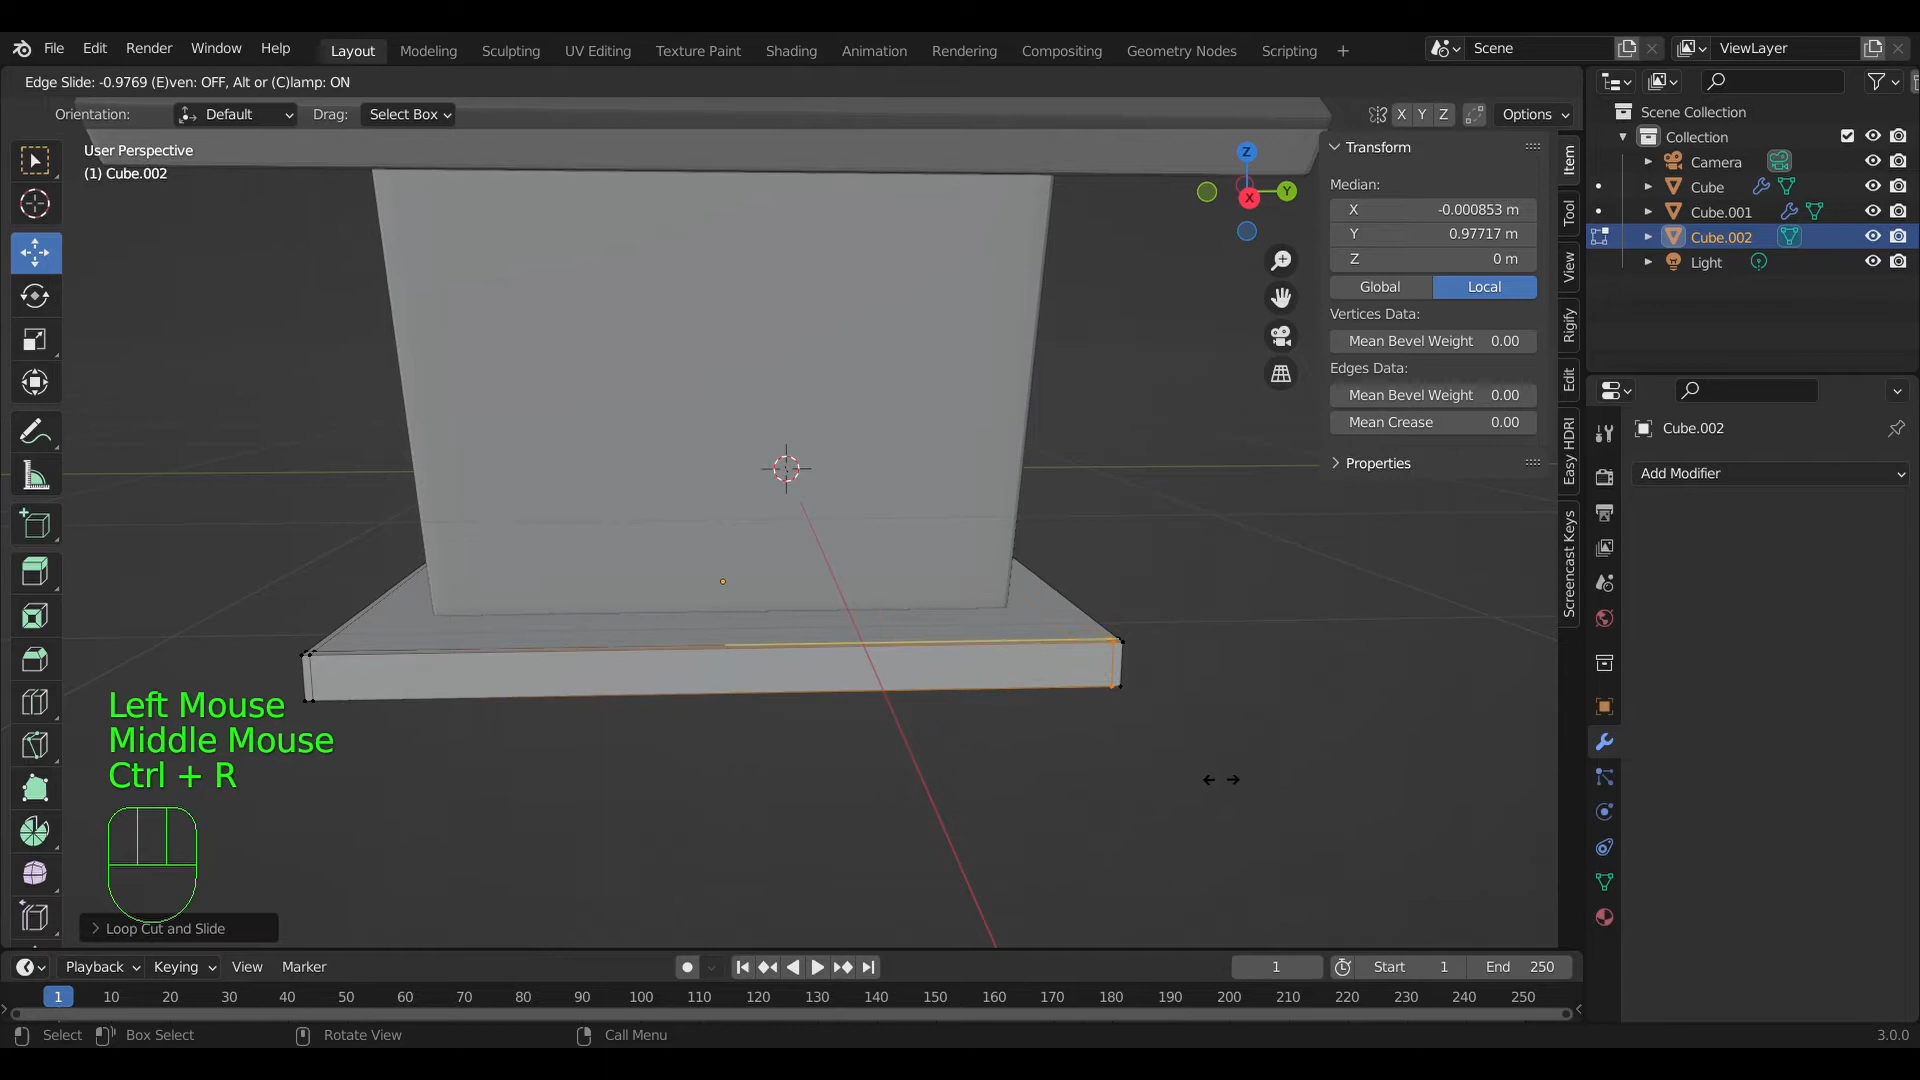 File Edit Render Window Help Layout Modeling Sculpting UV Editing Texture Paint Shading Animation Rendering Compositing Geometry Nodes Scripting + Scene ViewLayer
Edge Slide: -0.9769 (E)ven: OFF, Alt or (C)lamp: ON
Orientation: Default Drag: Select Box X Y Z Options
User Perspective
(1) Cube.002
Z
Y
X
Transform
Median:
X -0.000853 m
Y 0.97717 m
Z 0 m
Global Local
Vertices Data:
Mean Bevel Weight 0.00
Edges Data:
Mean Bevel Weight 0.00
Mean Crease 0.00
Properties
Item
Tool
View
Rigify
Edit
Easy HDRI
Screencast Keys
Scene Collection
Collection
Camera
Cube
Cube.001
Cube.002
Light
Cube.002
Add Modifier
Left Mouse
Middle Mouse
Ctrl + R
Loop Cut and Slide
Playback Keying View Marker 1 Start 1 End 250
1 10 20 30 40 50 60 70 80 90 100 110 120 130 140 150 160 170 180 190 200 210 220 230 240 250
Select Box Select Rotate View Call Menu 3.0.0